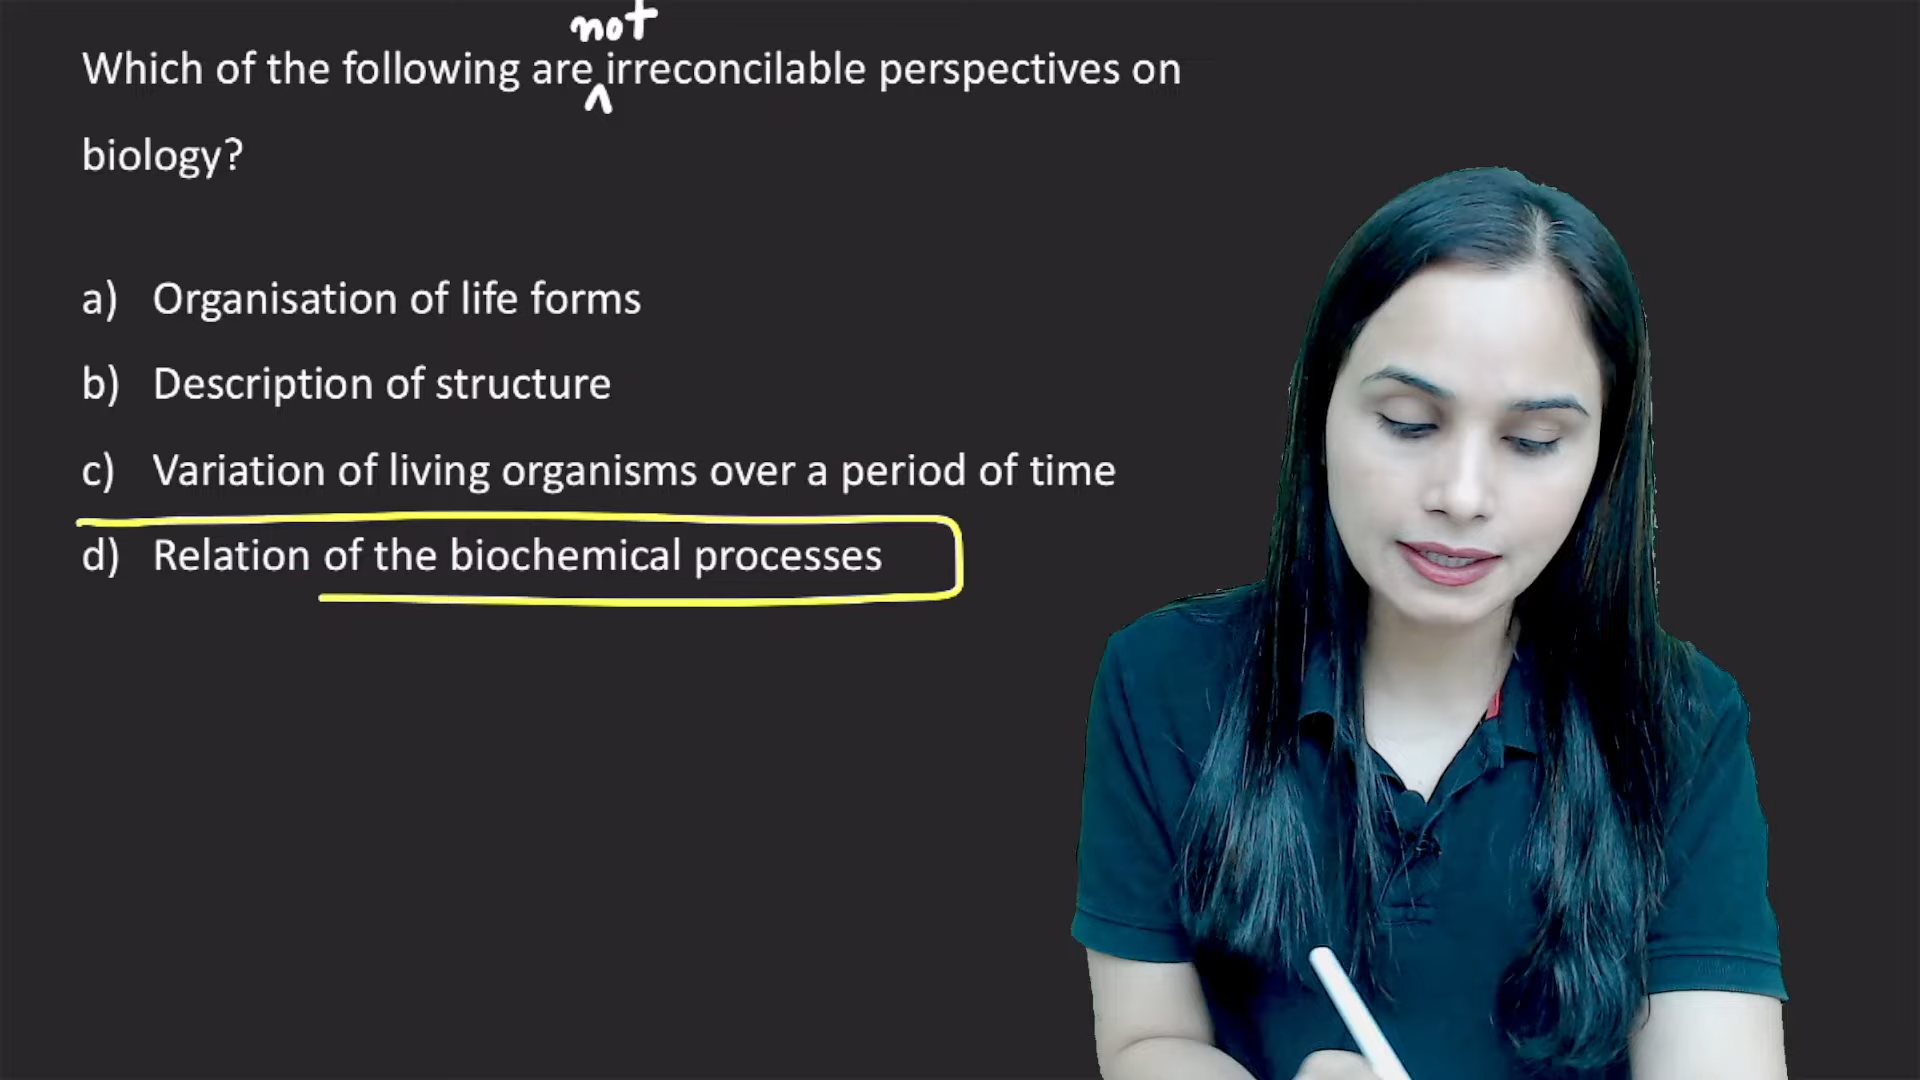 not
Which of the following are irreconcilable perspectives on
^
biology?
a) Organisation of life forms
b) Description of structure
c) Variation of living organisms over a period of time
d) Relation of the biochemical processes